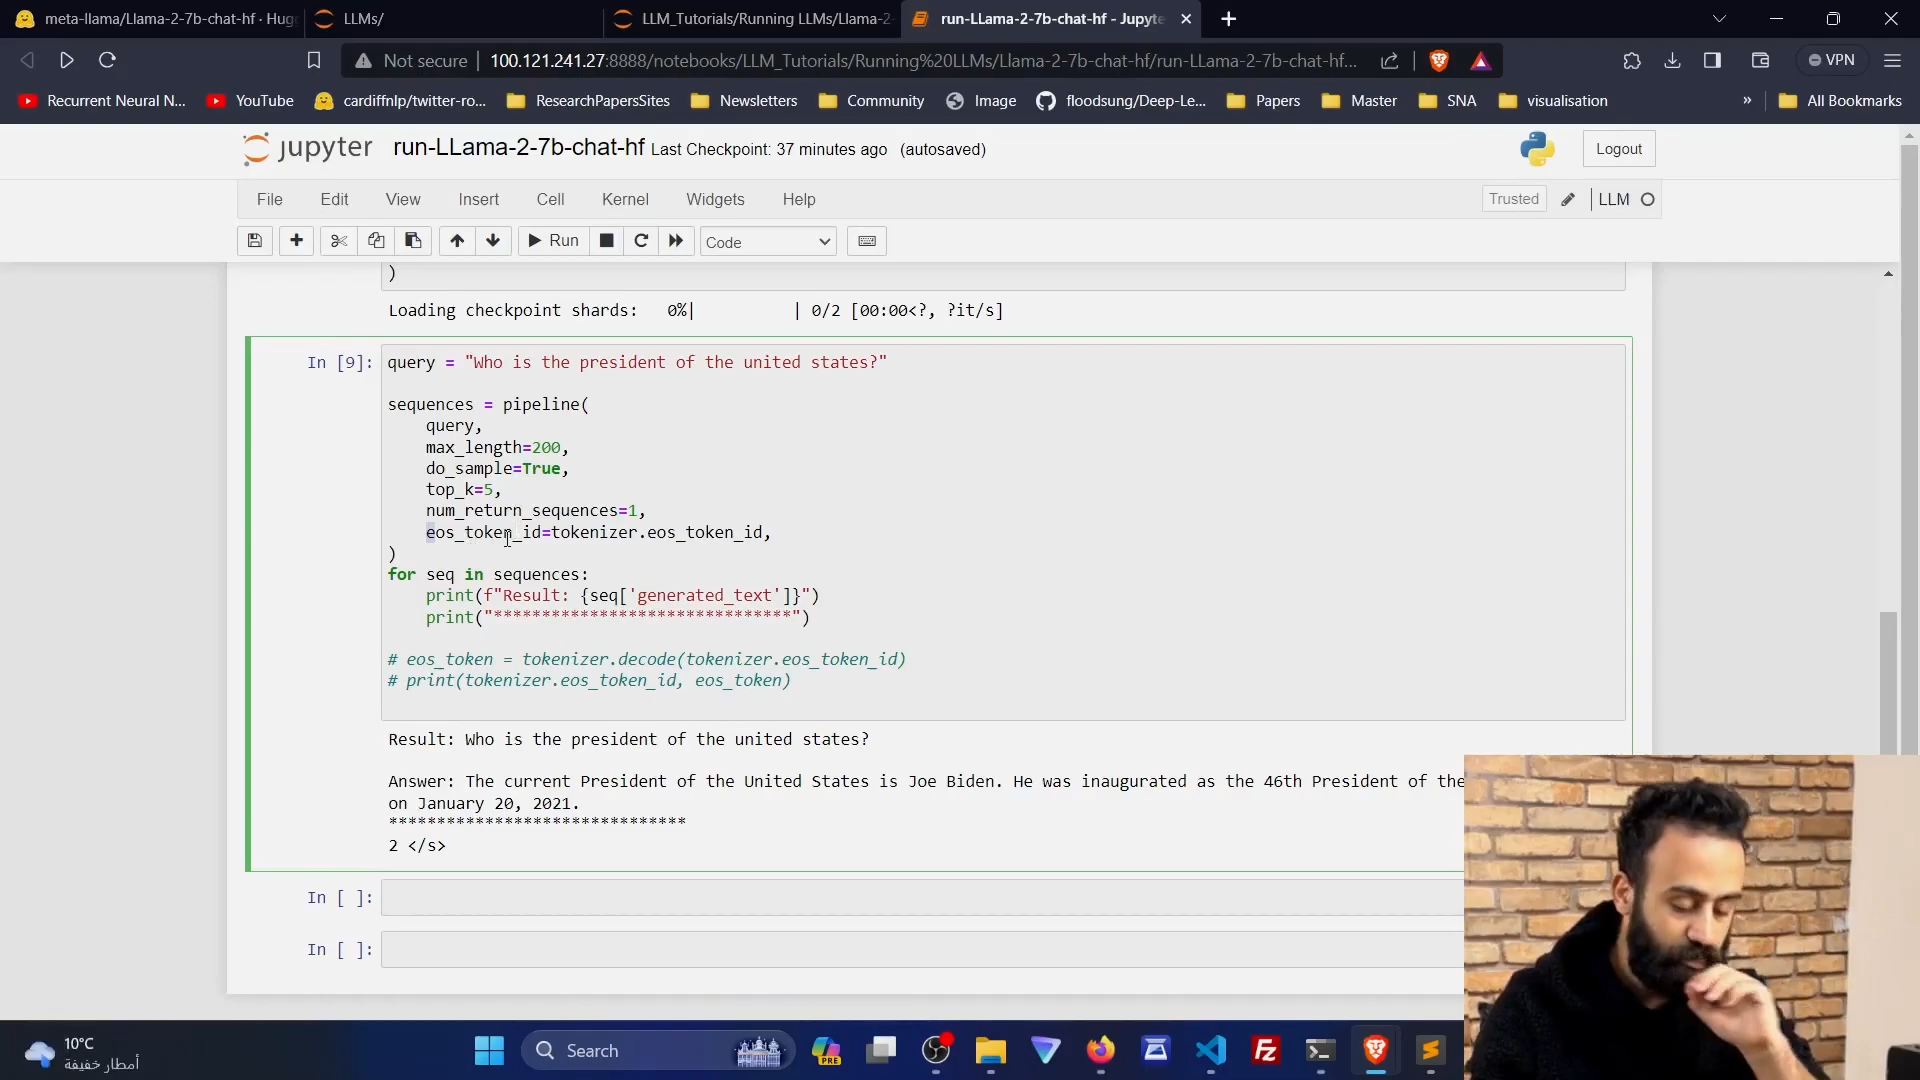 meta-llama/Llama-2-7b-chat-hf · Hug
LLMs/
LLM_Tutorials/Running LLMs/Llama-2-
run-LLama-2-7b-chat-hf - Jupyte
Not secure
100.121.241.27:8888/notebooks/LLM_Tutorials/Running%20LLMs/Llama-2-7b-chat-hf/run-LLama-2-7b-chat-hf...
VPN
Recurrent Neural N...
YouTube
cardiffnlp/twitter-ro...
ResearchPapersSites
Newsletters
Community
Image
floodsung/Deep-Le...
Papers
Master
SNA
visualisation
»
All Bookmarks
jupyter
run-LLama-2-7b-chat-hf Last Checkpoint: 37 minutes ago (autosaved)
Logout
File
Edit
View
Insert
Cell
Kernel
Widgets
Help
Trusted
LLM
Run
Code
)
Loading checkpoint shards:   0%|          | 0/2 [00:00<?, ?it/s]
In [9]:
query = "Who is the president of the united states?"
sequences = pipeline(
    query,
    max_length=200,
    do_sample=True,
    top_k=5,
    num_return_sequences=1,
    eos_token_id=tokenizer.eos_token_id,
)
for seq in sequences:
    print(f"Result: {seq['generated_text']}")
    print("*******************************")
# eos_token = tokenizer.decode(tokenizer.eos_token_id)
# print(tokenizer.eos_token_id, eos_token)
Result: Who is the president of the united states?
Answer: The current President of the United States is Joe Biden. He was inaugurated as the 46th President of the
on January 20, 2021.
*******************************
2 </s>
In [ ]:
In [ ]:
10°C
أمطار خفيفة
Search
PRE
Fz